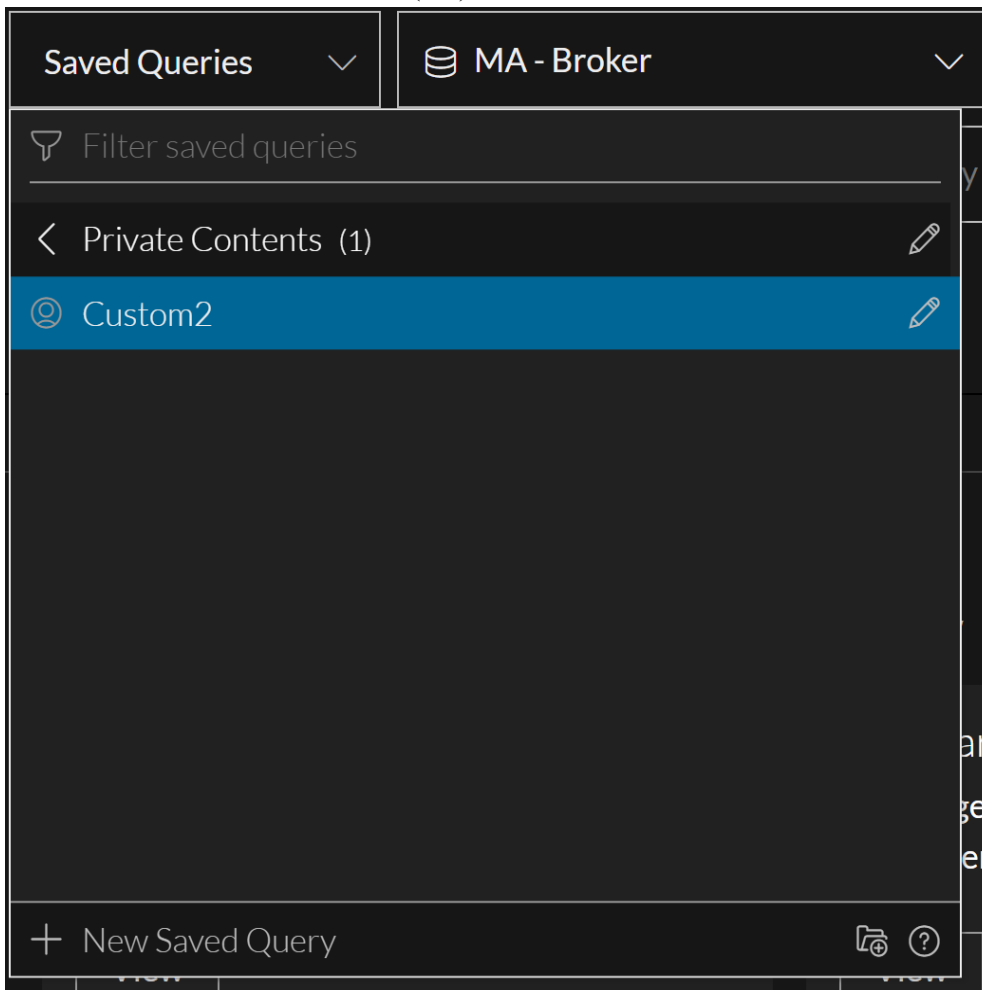 Saved Queries
MA - Broker
Filter saved queries
y
Private Contents (1)
Custom2
New Saved Query